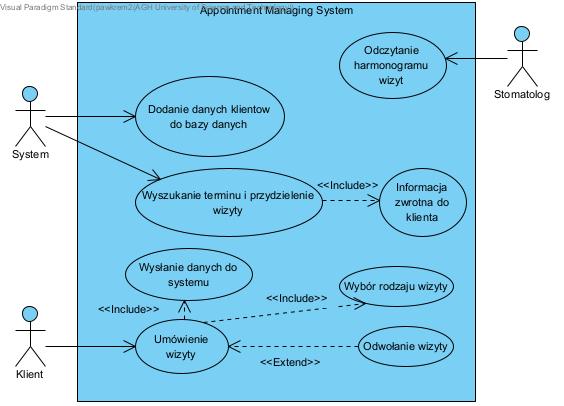 Visual Paradigm Standard(pawkrem2(AGH University of
Appointment Managing System
Odczytanie
harmonogramu
wizyt
Stomatolog
Dodanie danych klientow
do bazy danych
System
Wyszukanie terminu i przydzielenie
wizyty
<<Include>>
Informacja
zwrotna do
klienta
Wysłanie danych do
systemu
<<Include>>
<<Include>>
Wybór rodzaju wizyty
Umówienie
wizyty
Odwołanie wizyty
<<Extend>>
Klient